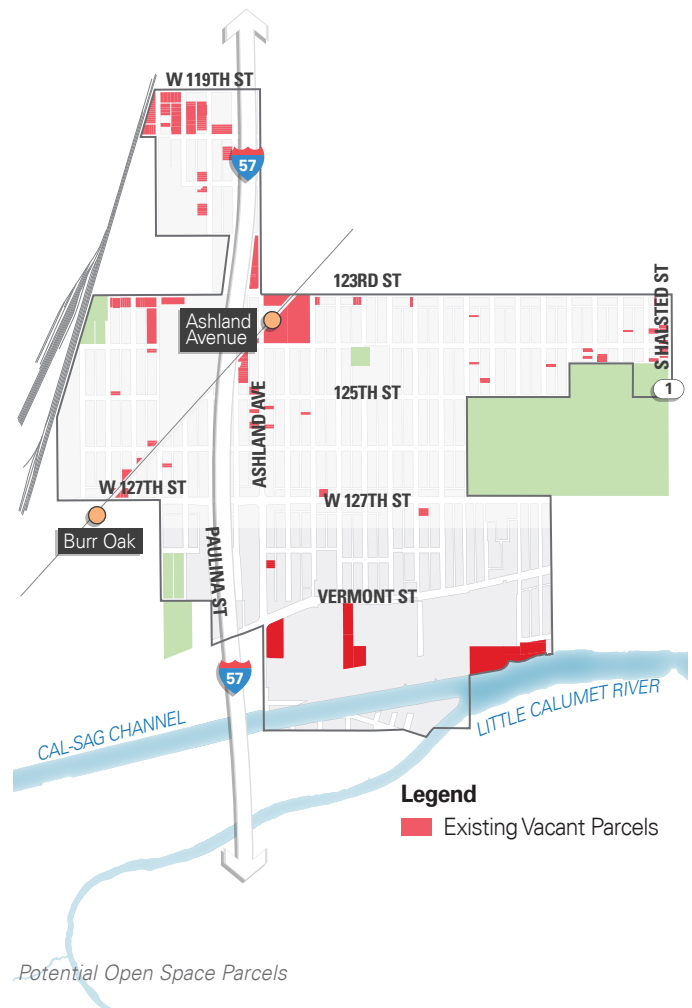 W 119TH ST
57
123RD ST
S HALSTED ST
Ashland
Avenue
1
125TH ST
ASHLAND AVE
W 127TH ST
W 127TH ST
Burr Oak
PAULINA ST
VERMONT ST
57
CAL-SAG CHANNEL
LITTLE CALUMET RIVER
Legend
Existing Vacant Parcels
Potential Open Space Parcels